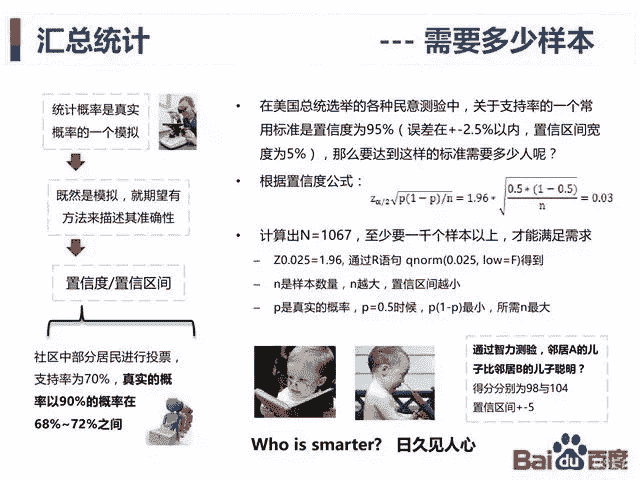 汇总统计
--- 需要多少样本
统计概率是真实
概率的一个模拟
既然是模拟，就期望有
方法来描述其准确性
置信度/置信区间
社区中部分居民进行投票，
支持率为70%，真实的概
率以90%的概率在
68%~72%之间
• 在美国总统选举的各种民意测验中，关于支持率的一个常
用标准是置信度为95%（误差在+-2.5%以内，置信区间宽
度为5%），那么要达到这样的标准需要多少人呢？
• 根据置信度公式：
z_{α/2}√(p(1−p)/n) = 1.96 * √(0.5 * (1 − 0.5)/n) = 0.03
• 计算出N=1067，至少要一千个样本以上，才能满足需求
– Z0.025=1.96, 通过R语句 qnorm(0.025, low=F)得到
– n是样本数量，n越大，置信区间越小
– p是真实的概率，p=0.5时候，p(1-p)最小，所需n最大
通过智力测验，邻居A的儿
子比邻居B的儿子聪明？
得分分别为98与104
置信区间+-5
Who is smarter? 日久见人心
Bai du 百度